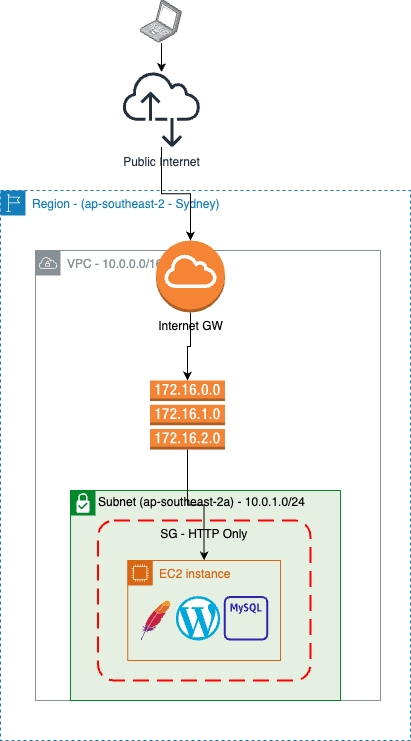 Public Internet
Region - (ap-southeast-2 - Sydney)
VPC - 10.0.0.0/16
Internet GW
172.16.0.0
172.16.1.0
172.16.2.0
Subnet (ap-southeast-2a) - 10.0.1.0/24
SG - HTTP Only
EC2 instance
MySQL